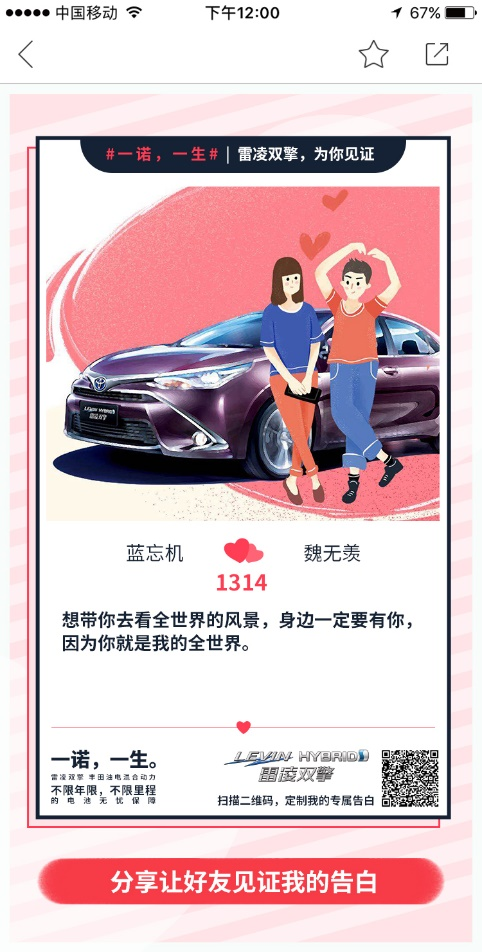 中国移动
下午12:00
67%
#一诺，一生# | 雷凌双擎，为你见证
LEVIN HYBRID
雷凌双擎
蓝忘机
魏无羡
1314
想带你去看全世界的风景，身边一定要有你，
因为你就是我的全世界。
一诺，一生。
雷凌双擎 丰田油电混合动力
不限年限，不限里程
的电池无忧保障
LEVIN HYBRID
雷凌双擎
扫描二维码，定制我的专属告白
分享让好友见证我的告白